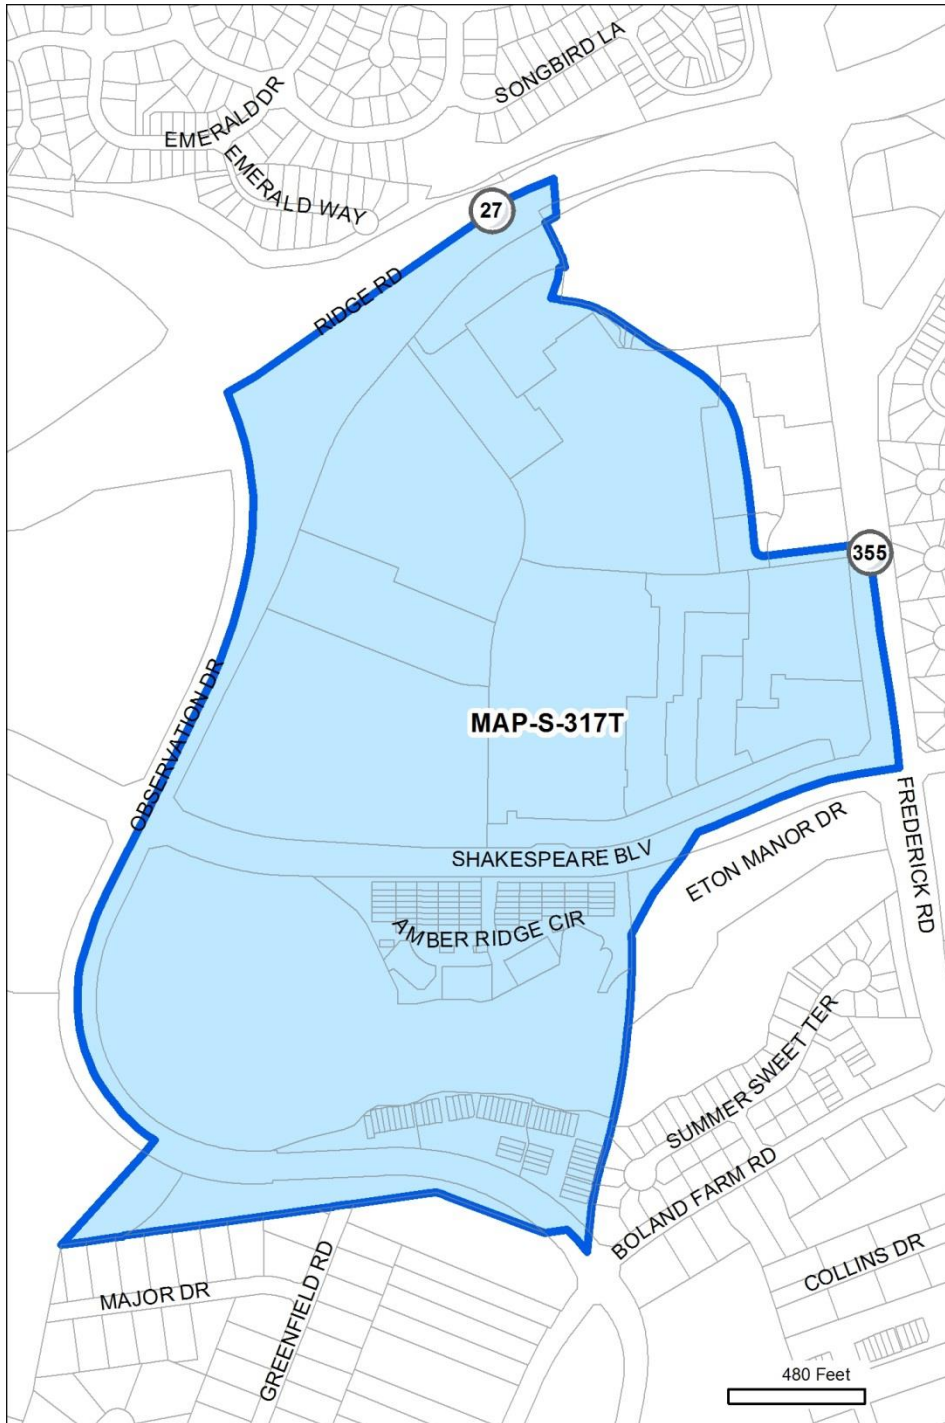 SONGBIRD LA
EMERALD DR
EMERALD WAY
27
RIDGE RD
355
OBSERVATION DR
MAP-S-317T
FREDERICK RD
ETON MANOR DR
SHAKESPEARE BLV
AMBER RIDGE CIR
SUMMER SWEET TER
BOLAND FARM RD
COLLINS DR
MAJOR DR
GREENFIELD RD
480 Feet